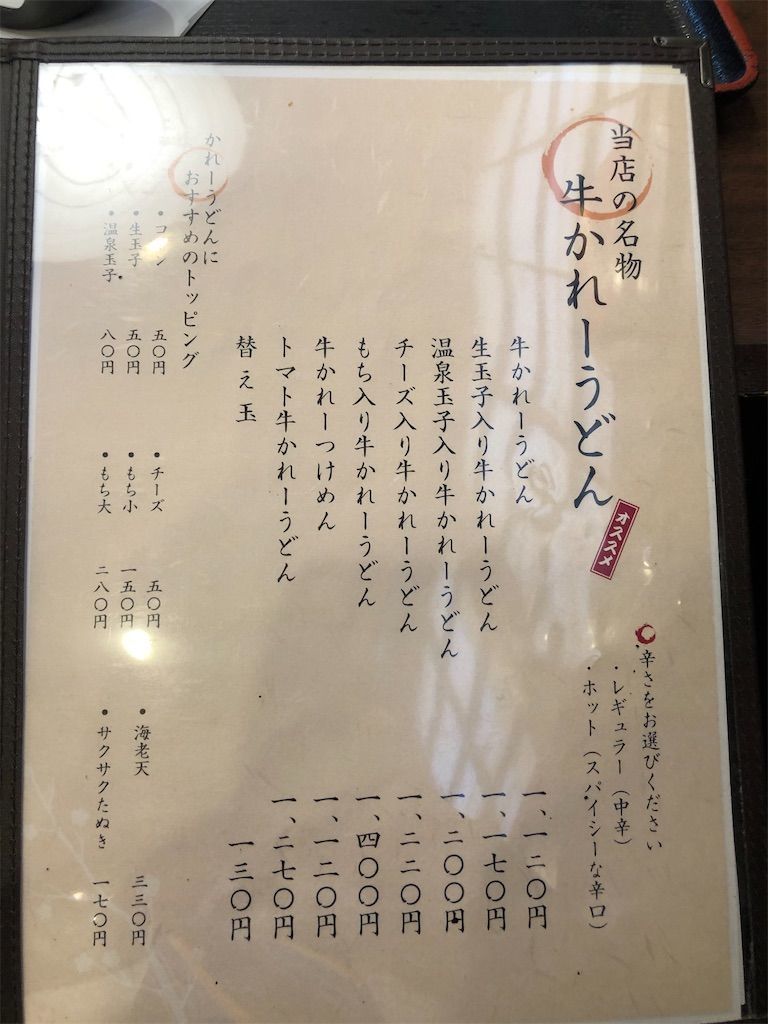 当店の名物
牛かれーうどん
オススメ
辛さをお選びください
・レギュラー（中辛）
・ホット（スパイシーな辛口）
牛かれーうどん 一、一二〇円
生玉子入り牛かれーうどん 一、一七〇円
温泉玉子入り牛かれーうどん 一、二〇〇円
チーズ入り牛かれーうどん 一、二二〇円
もち入り牛かれーうどん 一、四〇〇円
牛かれーつけめん 一、一二〇円
トマト牛かれーうどん 一、二七〇円
替え玉 一三〇円
かれーうどんに
おすすめのトッピング
・コーン 五〇円
・生玉子 五〇円
・温泉玉子 八〇円
・チーズ 五〇円
・もち小 一五〇円
・もち大 二八〇円
・海老天 三三〇円
・サクサクたぬき 一七〇円